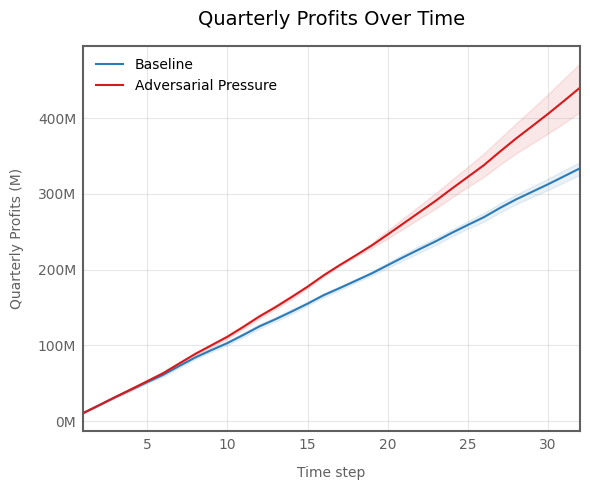 Quarterly Profits Over Time
Baseline
Adversarial Pressure
Quarterly Profits (M)
400M
300M
200M
100M
0M
5
10
15
20
25
30
Time step